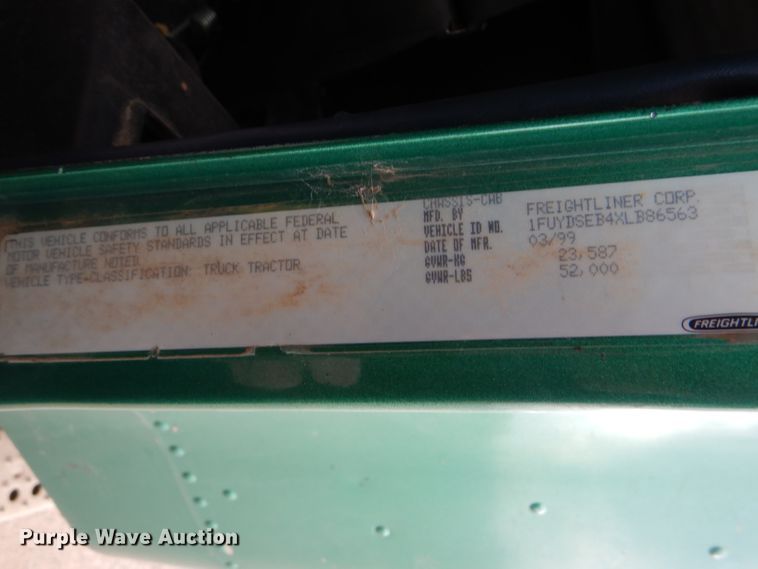 THIS VEHICLE CONFORMS TO ALL APPLICABLE FEDERAL
MOTOR VEHICLE SAFETY STANDARDS IN EFFECT AT DATE
OF MANUFACTURE NOTED
VEHICLE TYPE-CLASSIFICATION: TRUCK TRACTOR
CHASSIS-CAB
MFD. BY FREIGHTLINER CORP.
VEHICLE ID NO. 1FUYDSEB4XLB86563
DATE OF MFR. 03/99
GVWR-KG 23,587
GVWR-LBS 52,000
FREIGHTLI
Purple Wave Auction